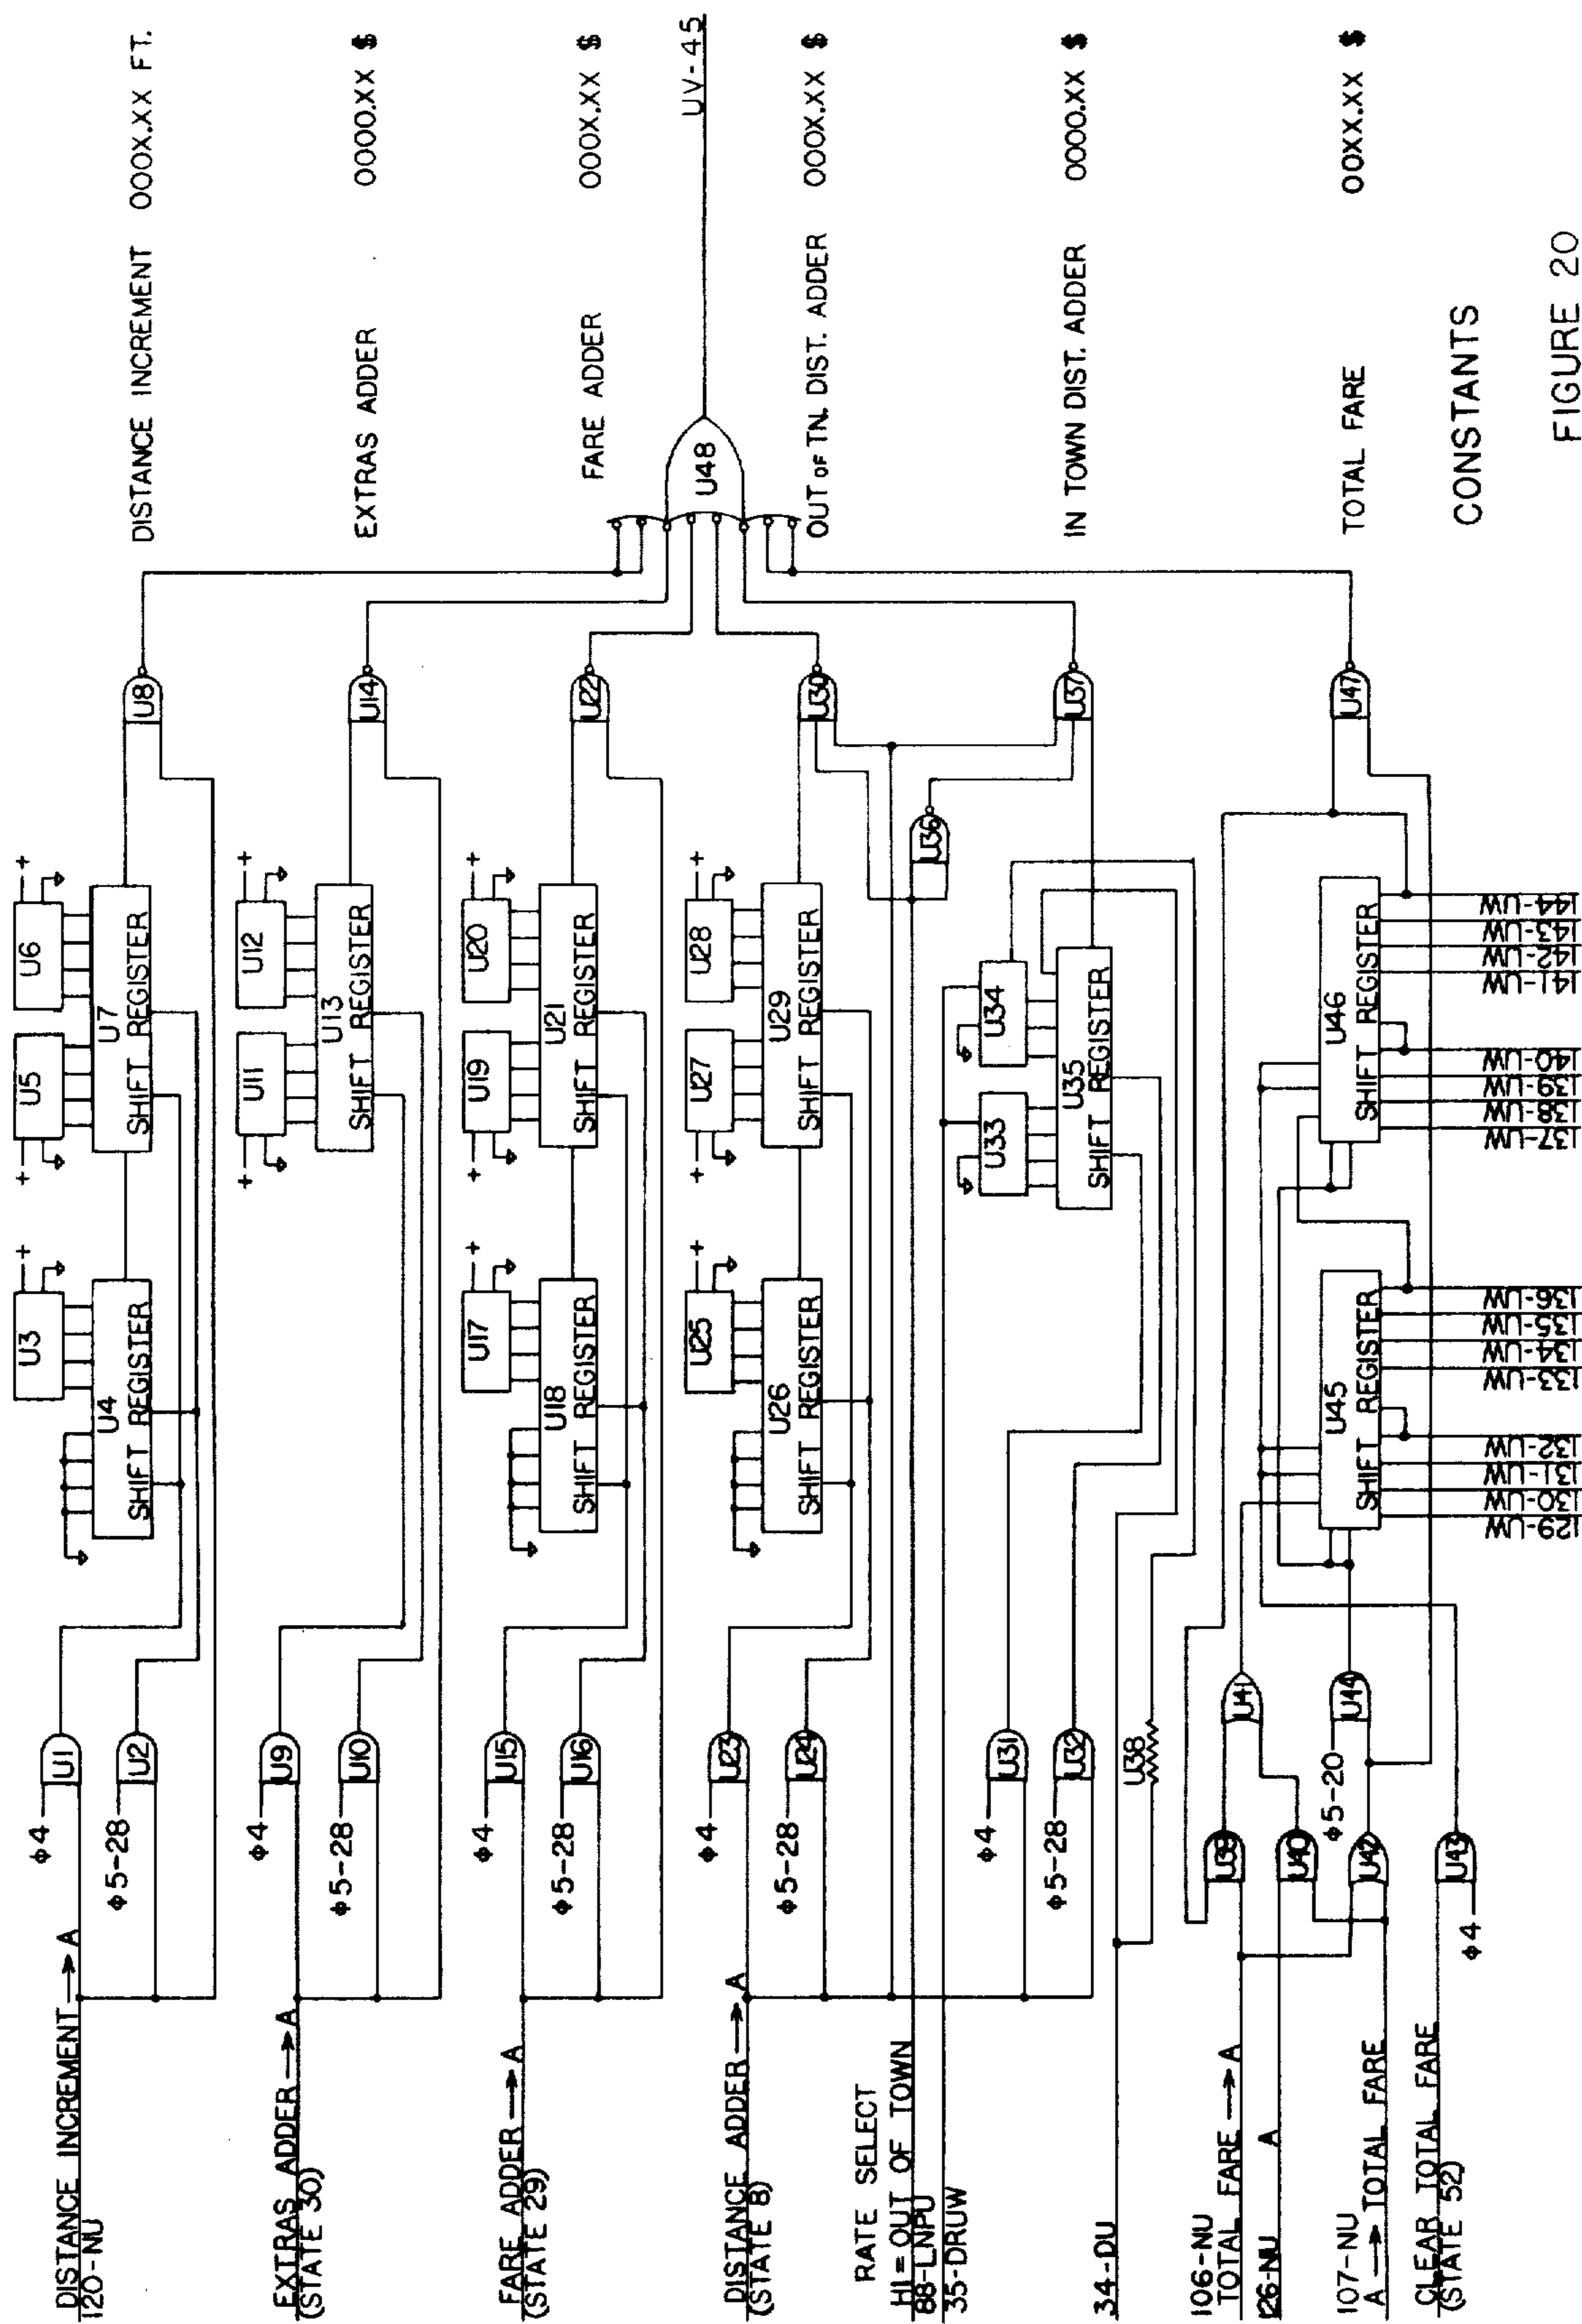 DISTANCE INCREMENT → A
120-NU
φ4
U1
φ5-28
U2
U3
U4
SHIFT REGISTER
U5
U6
U7
SHIFT REGISTER
+
+
+
U8
DISTANCE INCREMENT 000X.XX FT.
EXTRAS ADDER → A
(STATE 30)
φ4
U9
φ5-28
U10
U11
U12
U13
SHIFT REGISTER
+
+
U14
EXTRAS ADDER 0000.XX $
FARE ADDER → A
(STATE 29)
φ4
U15
φ5-28
U16
U17
U18
SHIFT REGISTER
U19
U20
U21
SHIFT REGISTER
+
+
+
U22
FARE ADDER 000X.XX $
U48
UV-45
DISTANCE ADDER → A
(STATE 8)
φ4
U23
φ5-28
U24
U25
U26
SHIFT REGISTER
U27
U28
U29
SHIFT REGISTER
+
+
+
U30
OUT OF TN. DIST. ADDER 000X.XX $
RATE SELECT
HI=OUT OF TOWN
88-LNPU
35-DRUW
U36
φ4
U31
φ5-28
U32
U33
U34
U35
SHIFT REGISTER
U37
IN TOWN DIST. ADDER 0000.XX $
34-DU
U38
106-NU
TOTAL FARE → A
126-NU A
107-NU
A → TOTAL FARE
CLEAR TOTAL FARE
(STATE 52)
U39
U40
U41
φ5-20
U42
U44
U43
φ4
U45
SHIFT REGISTER
U46
SHIFT REGISTER
U47
TOTAL FARE 00XX.XX $
129-UW
130-UW
131-UW
132-UW
133-UW
134-UW
135-UW
136-UW
137-UW
138-UW
139-UW
140-UW
141-UW
142-UW
143-UW
144-UW
CONSTANTS
FIGURE 20